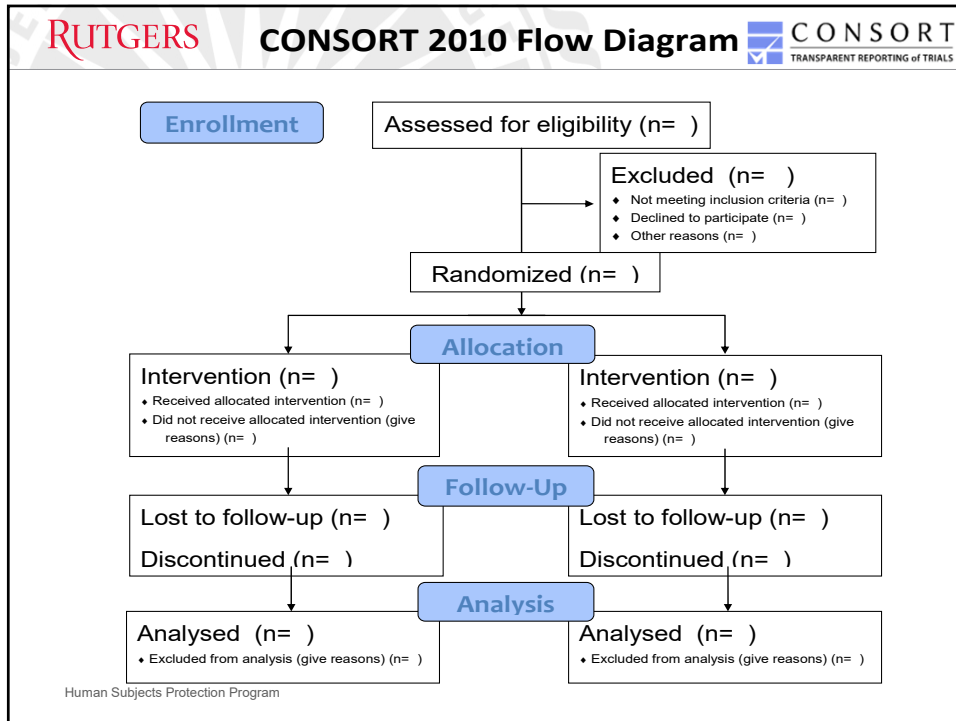 RUTGERS
CONSORT 2010 Flow Diagram
CONSORT
TRANSPARENT REPORTING of TRIALS
Enrollment
Assessed for eligibility (n= )
Excluded (n= )
♦ Not meeting inclusion criteria (n= )
♦ Declined to participate (n= )
♦ Other reasons (n= )
Randomized (n= )
Allocation
Intervention (n= )
♦ Received allocated intervention (n= )
♦ Did not receive allocated intervention (give
reasons) (n= )
Intervention (n= )
♦ Received allocated intervention (n= )
♦ Did not receive allocated intervention (give
reasons) (n= )
Follow-Up
Lost to follow-up (n= )
Discontinued (n= )
Lost to follow-up (n= )
Discontinued (n= )
Analysis
Analysed (n= )
♦ Excluded from analysis (give reasons) (n= )
Analysed (n= )
♦ Excluded from analysis (give reasons) (n= )
Human Subjects Protection Program